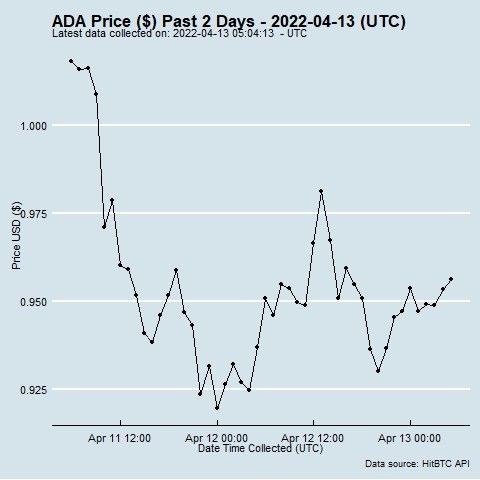 ADA Price ($) Past 2 Days - 2022-04-13 (UTC)
Latest data collected on: 2022-04-13 05:04:13  - UTC
1.000
0.975
0.950
0.925
Price USD ($)
Apr 11 12:00 Apr 12 00:00 Apr 12 12:00 Apr 13 00:00
Date Time Collected (UTC)
Data source: HitBTC API